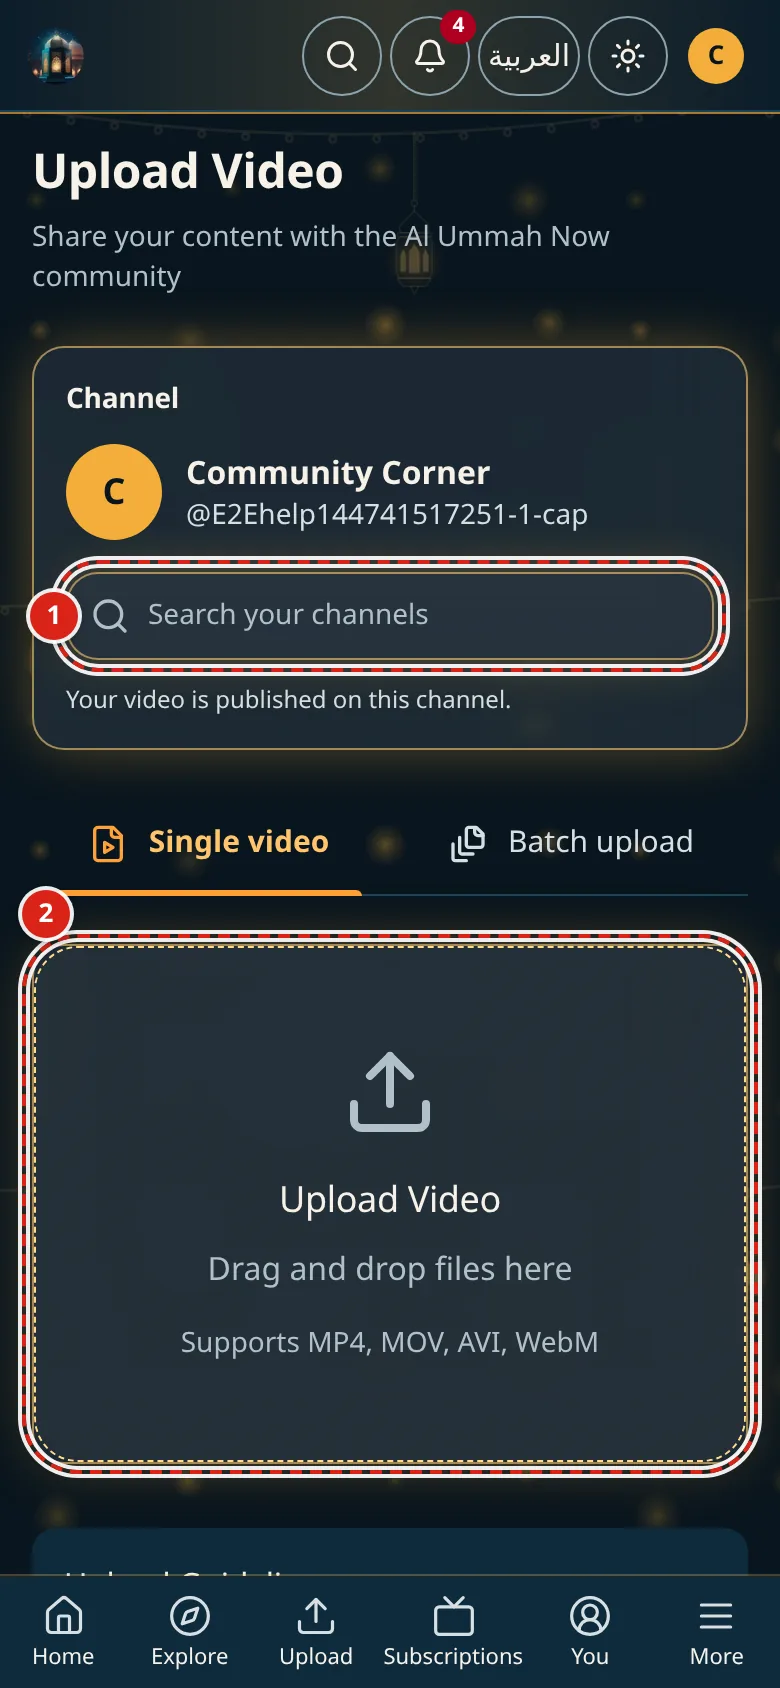 4
العربية
C
Upload Video
Share your content with the Al Ummah Now
community
Channel
C
Community Corner
@E2Ehelp144741517251-1-cap
1
Search your channels
Your video is published on this channel.
Single video
Batch upload
2
Upload Video
Drag and drop files here
Supports MP4, MOV, AVI, WebM
Home
Explore
Upload
Subscriptions
You
More